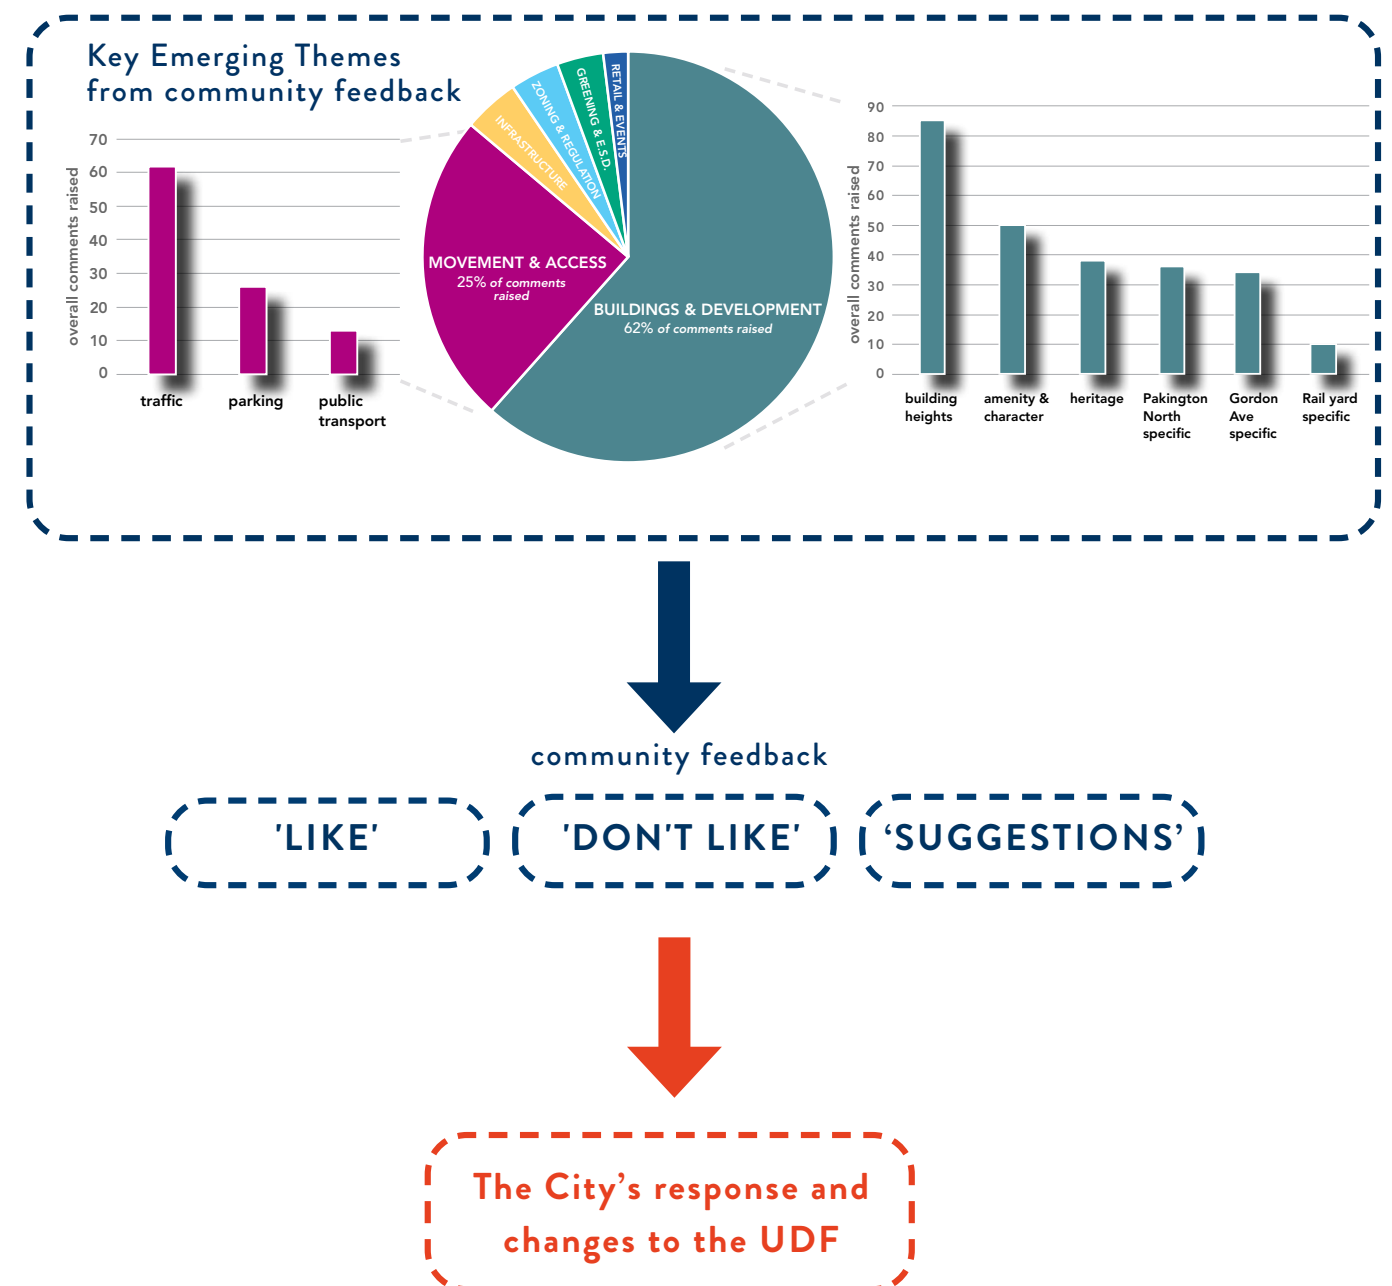 Key Emerging Themes
from community feedback
overall comments raised
70
60
50
40
30
20
10
0
traffic
parking
public
transport
MOVEMENT & ACCESS
25% of comments
raised
INFRASTRUCTURE
ZONING & REGULATION
GREENING & E.S.D.
RETAIL & EVENTS
BUILDINGS & DEVELOPMENT
62% of comments raised
overall comments raised
90
80
70
60
50
40
30
20
10
0
building
heights
amenity &
character
heritage
Pakington
North
specific
Gordon
Ave
specific
Rail yard
specific
community feedback
'LIKE'
'DON'T LIKE'
‘SUGGESTIONS’
The City’s response and
changes to the UDF